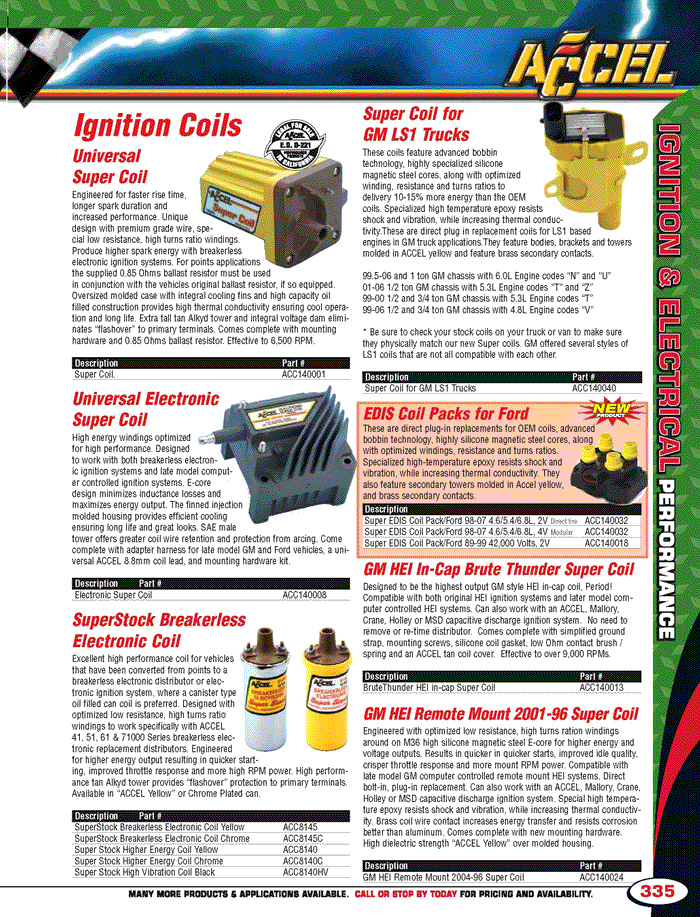 ACCEL
Ignition Coils
Universal
Super Coil
LEGAL FOR SALE
ACCEL
E.O. D-221
PERFORMANCE
PRODUCTS
IN CALIFORNIA
ACCEL
Super Coil
Engineered for faster rise time,
longer spark duration and
increased performance. Unique
design with premium grade wire, spe-
cial low resistance, high turns ratio windings.
Produce higher spark energy with breakerless
electronic ignition systems. For points applications
the supplied 0.85 Ohms ballast resistor must be used
in conjunction with the vehicles original ballast resistor, if so equipped.
Oversized molded case with integral cooling fins and high capacity oil
filled construction provides high thermal conductivity ensuring cool opera-
tion and long life. Extra tall tan Alkyd tower and integral voltage dam elimi-
nates “flashover” to primary terminals. Comes complete with mounting
hardware and 0.85 Ohms ballast resistor. Effective to 6,500 RPM.
Description Part #
Super Coil. ACC140001
Universal Electronic
Super Coil
High energy windings optimized
for high performance. Designed
to work with both breakerless electron-
ic ignition systems and late model comput-
er controlled ignition systems. E-core
design minimizes inductance losses and
maximizes energy output. The finned injection
molded housing provides efficient cooling
ensuring long life and great looks. SAE male
tower offers greater coil wire retention and protection from arcing. Come
complete with adapter harness for late model GM and Ford vehicles, a uni-
versal ACCEL 8.8mm coil lead, and mounting hardware kit.
ACCEL
Description Part #
Electronic Super Coil ACC140008
SuperStock Breakerless
Electronic Coil
Excellent high performance coil for vehicles
that have been converted from points to a
breakerless electronic distributor or elec-
tronic ignition system, where a canister type
oil filled can coil is preferred. Designed with
optimized low resistance, high turns ratio
windings to work specifically with ACCEL
41, 51, 61 & 71000 Series breakerless elec-
tronic replacement distributors. Engineered
for higher energy output resulting in quicker start-
ing, improved throttle response and more high RPM power. High perform-
ance tan Alkyd tower provides “flashover” protection to primary terminals.
Available in “ACCEL Yellow” or Chrome Plated can.
ACCEL
BREAKERLESS
ELECTRONIC
Super Stock
ACCEL
BREAKERLESS
ELECTRONIC
Super Stock
Description Part #
SuperStock Breakerless Electronic Coil Yellow ACC8145
SuperStock Breakerless Electronic Coil Chrome ACC8145C
Super Stock Higher Energy Coil Yellow ACC8140
Super Stock Higher Energy Coil Chrome ACC8140C
Super Stock High Vibration Coil Black ACC8140HV
Super Coil for
GM LS1 Trucks
These coils feature advanced bobbin
technology, highly specialized silicone
magnetic steel cores, along with optimized
winding, resistance and turns ratios to
delivery 10-15% more energy than the OEM
coils. Specialized high temperature epoxy resists
shock and vibration, while increasing thermal conduc-
tivity.These are direct plug in replacement coils for LS1 based
engines in GM truck applications.They feature bodies, brackets and towers
molded in ACCEL yellow and feature brass secondary contacts.
99.5-06 and 1 ton GM chassis with 6.0L Engine codes “N” and “U”
01-06 1/2 ton GM chassis with 5.3L Engine codes “T” and “Z”
99-00 1/2 and 3/4 ton GM chassis with 5.3L Engine codes “T”
99-06 1/2 and 3/4 ton GM chassis with 4.8L Engine codes “V”
* Be sure to check your stock coils on your truck or van to make sure
they physically match our new Super coils. GM offered several styles of
LS1 coils that are not all compatible with each other.
Description Part #
Super Coil for GM LS1 Trucks ACC140040
EDIS Coil Packs for Ford
NEW
PRODUCT
These are direct plug-in replacements for OEM coils, advanced
bobbin technology, highly silicone magnetic steel cores, along
with optimized windings, resistance and turns ratios.
Specialized high-temperature epoxy resists shock and
vibration, while increasing thermal conductivity. They
also feature secondary towers molded in Accel yellow,
and brass secondary contacts.
Description Part #
Super EDIS Coil Pack/Ford 98-07 4.6/5.4/6.8L, 2V Direct fire ACC140032
Super EDIS Coil Pack/Ford 98-07 4.6/5.4/6.8L, 4V Modular ACC140032
Super EDIS Coil Pack/Ford 89-99 42,000 Volts, 2V ACC140018
GM HEI In-Cap Brute Thunder Super Coil
Designed to be the highest output GM style HEI in-cap coil, Period!
Compatible with both original HEI ignition systems and later model com-
puter controlled HEI systems. Can also work with an ACCEL, Mallory,
Crane, Holley or MSD capacitive discharge ignition system. No need to
remove or re-time distributor. Comes complete with simplified ground
strap, mounting screws, silicone coil gasket, low Ohm contact brush /
spring and an ACCEL tan coil cover. Effective to over 9,000 RPMs.
Description Part #
BruteThunder HEI in-cap Super Coil ACC140013
GM HEI Remote Mount 2001-96 Super Coil
Engineered with optimized low resistance, high turns ration windings
around on M36 high silicone magnetic steel E-core for higher energy and
voltage outputs. Results in quicker in quicker starts, improved idle quality,
crisper throttle response and more mount RPM power. Compatible with
late model GM computer controlled remote mount HEI systems. Direct
bolt-in, plug-in replacement. Can also work with an ACCEL, Mallory, Crane,
Holley or MSD capacitive discharge ignition system. Special high tempera-
ture epoxy resists shock and vibration, while increasing thermal conductiv-
ity. Brass coil wire contact increases energy transfer and resists corrosion
better than aluminum. Comes complete with new mounting hardware.
High dielectric strength “ACCEL Yellow” over molded housing.
Description Part #
GM HEI Remote Mount 2004-96 Super Coil ACC140024
IGNITION & ELECTRICAL PERFORMANCE
MANY MORE PRODUCTS & APPLICATIONS AVAILABLE. CALL OR STOP BY TODAY FOR PRICING AND AVAILABILITY.
335